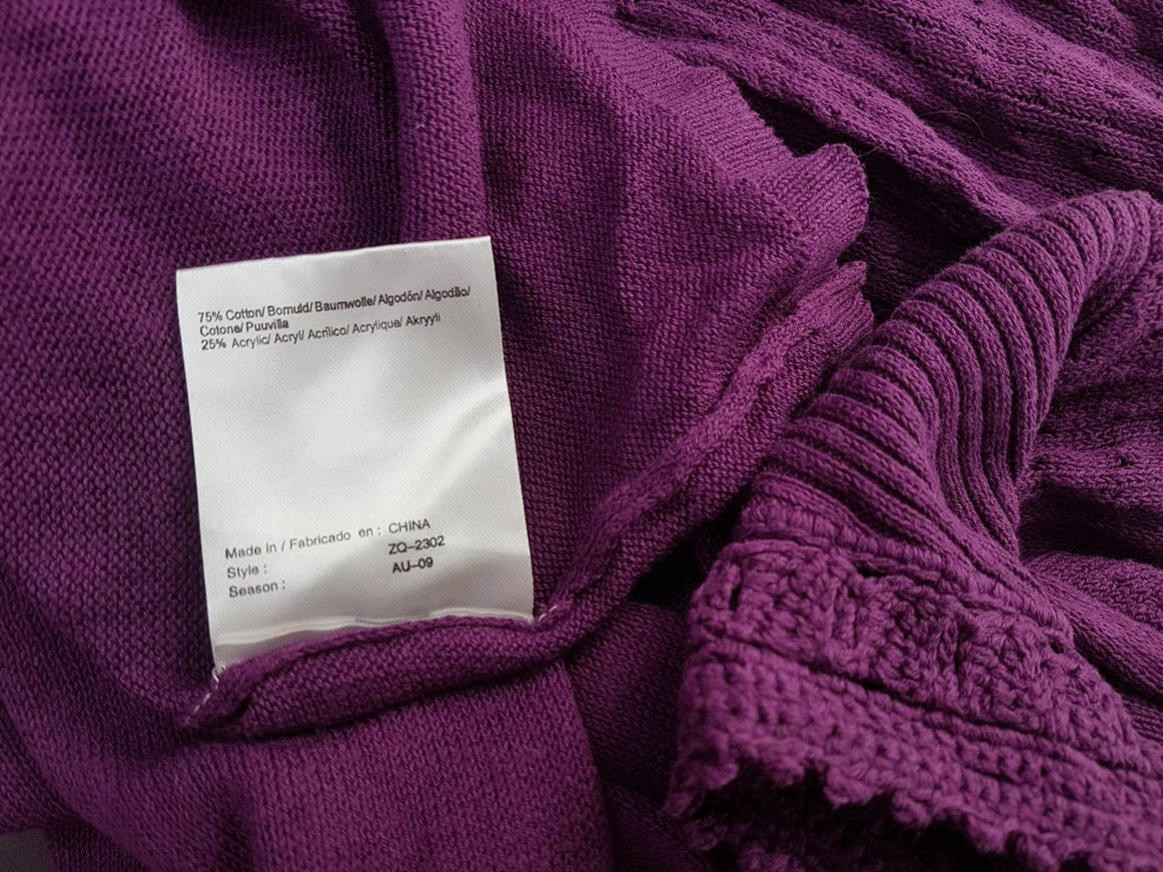 75% Cotton/ Bomuld/ Baumwolle/ Algodón/ Algodão/
Cotone/ Puuvilla
25% Acrylic/ Acryl/ Acrílico/ Acrylique/ Akryyli
Made in / Fabricado en : CHINA
Style : ZQ–2302
Season : AU–09